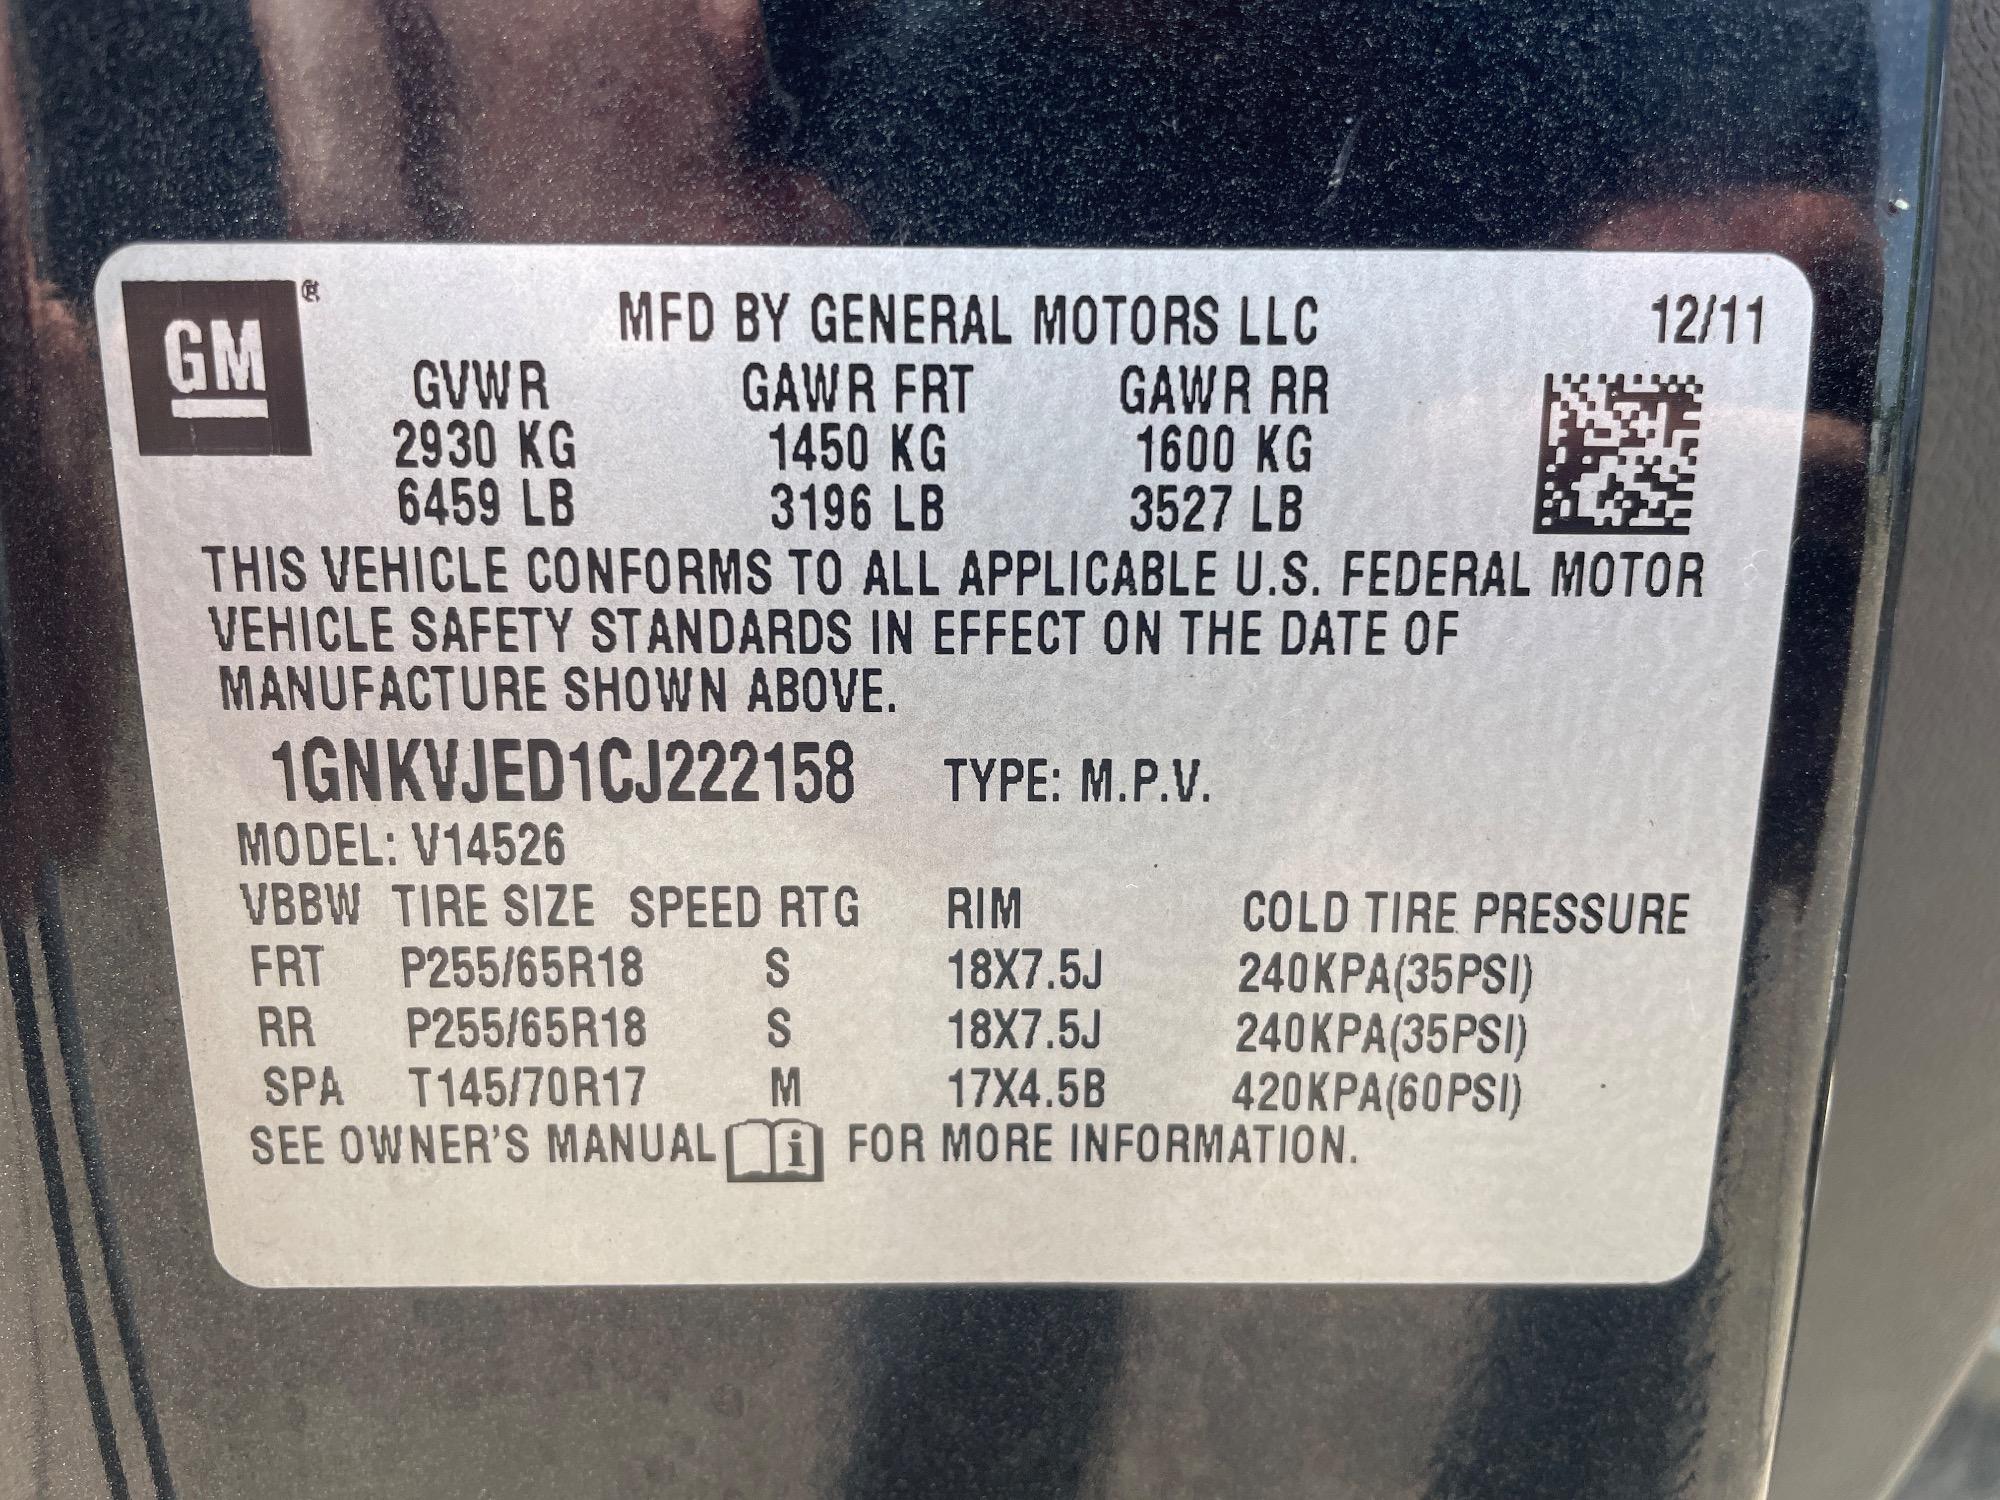 GM ®
MFD BY GENERAL MOTORS LLC 12/11
GVWR GAWR FRT GAWR RR
2930 KG 1450 KG 1600 KG
6459 LB 3196 LB 3527 LB
THIS VEHICLE CONFORMS TO ALL APPLICABLE U.S. FEDERAL MOTOR
VEHICLE SAFETY STANDARDS IN EFFECT ON THE DATE OF
MANUFACTURE SHOWN ABOVE.
1GNKVJED1CJ222158 TYPE: M.P.V.
MODEL: V14526
VBBW TIRE SIZE SPEED RTG RIM COLD TIRE PRESSURE
FRT P255/65R18 S 18X7.5J 240KPA(35PSI)
RR P255/65R18 S 18X7.5J 240KPA(35PSI)
SPA T145/70R17 M 17X4.5B 420KPA(60PSI)
SEE OWNER'S MANUAL i FOR MORE INFORMATION.